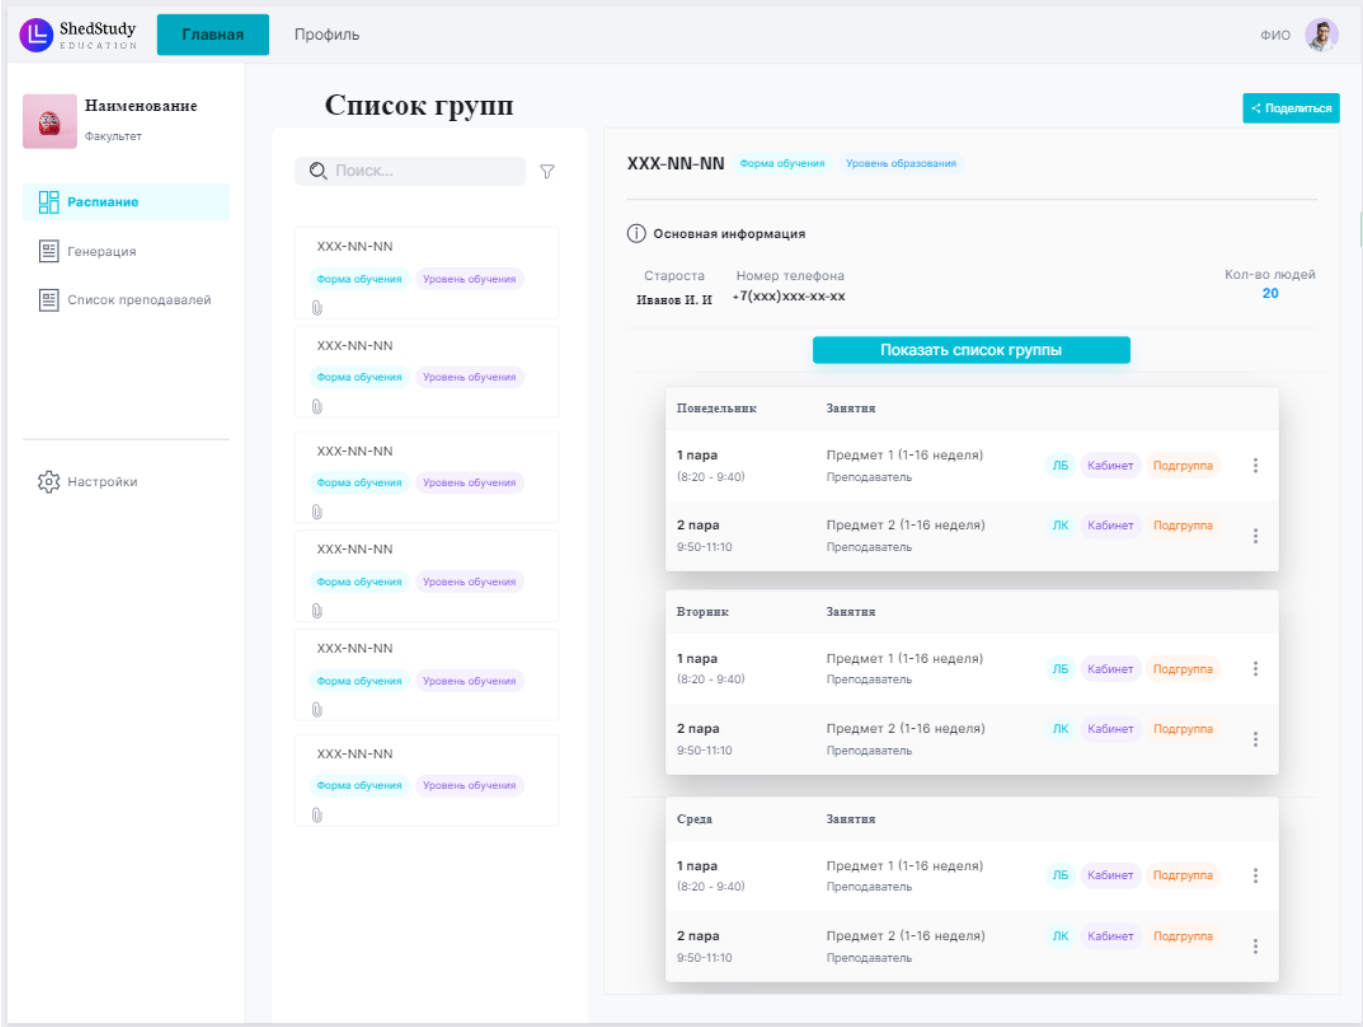 ShedStudy
EDUCATION
Главная
Профиль
ФИО
Наименование
Факультет
Распиание
Генерация
Список преподавалей
Настройки
Список групп
Поделиться
Поиск...
XXX-NN-NN
Форма обучения Уровень обучения
XXX-NN-NN
Форма обучения Уровень обучения
XXX-NN-NN
Форма обучения Уровень обучения
XXX-NN-NN
Форма обучения Уровень обучения
XXX-NN-NN
Форма обучения Уровень обучения
XXX-NN-NN
Форма обучения Уровень обучения
XXX-NN-NN Форма обучения Уровень образования
Основная информация
Староста Номер телефона Кол-во людей
Иванов И. И +7(xxx)xxx-xx-xx 20
Показать список группы
Понедельник Занятия
1 пара Предмет 1 (1-16 неделя) ЛБ Кабинет Подгруппа
(8:20 - 9:40) Преподаватель
2 пара Предмет 2 (1-16 неделя) ЛК Кабинет Подгруппа
9:50-11:10 Преподаватель
Вторник Занятия
1 пара Предмет 1 (1-16 неделя) ЛБ Кабинет Подгруппа
(8:20 - 9:40) Преподаватель
2 пара Предмет 2 (1-16 неделя) ЛК Кабинет Подгруппа
9:50-11:10 Преподаватель
Среда Занятия
1 пара Предмет 1 (1-16 неделя) ЛБ Кабинет Подгруппа
(8:20 - 9:40) Преподаватель
2 пара Предмет 2 (1-16 неделя) ЛК Кабинет Подгруппа
9:50-11:10 Преподаватель